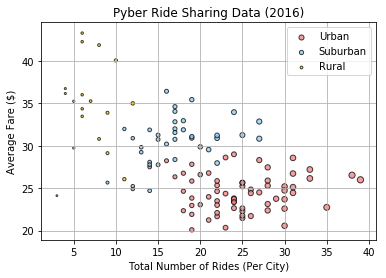 Pyber Ride Sharing Data (2016)
Urban
Suburban
Rural
40
35
30
25
20
Average Fare ($)
5 10 15 20 25 30 35 40
Total Number of Rides (Per City)